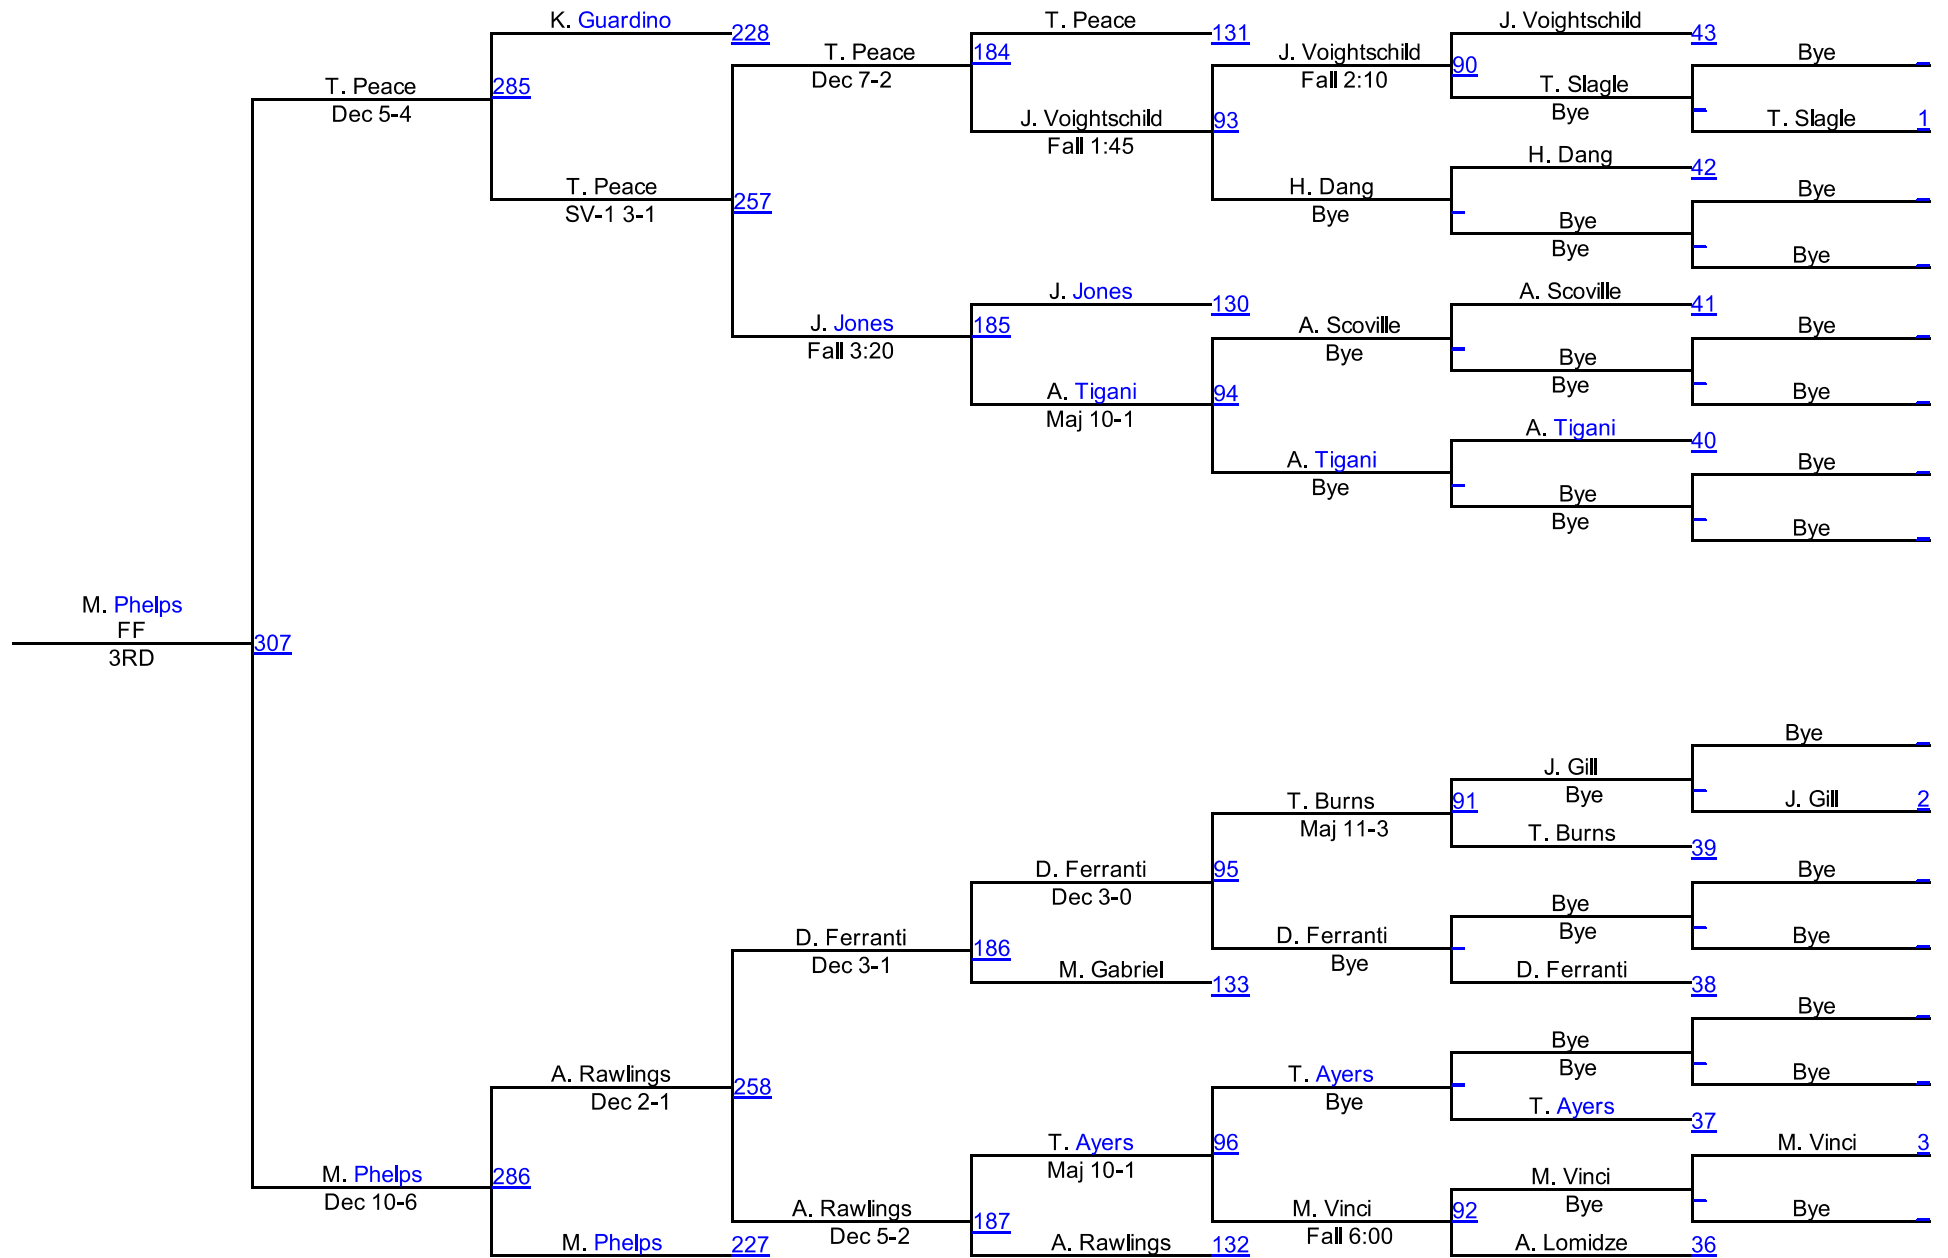 K. Guardino
228
T. Peace
131
J. Voightschild
43
T. Peace
Dec 7-2
184
J. Voightschild
Fall 2:10
90
Bye
T. Peace
Dec 5-4
285
T. Slagle
Bye
J. Voightschild
Fall 1:45
93
T. Slagle
1
H. Dang
42
T. Peace
SV-1 3-1
257
H. Dang
Bye
Bye
Bye
Bye
Bye
J. Jones
130
A. Scoville
41
J. Jones
Fall 3:20
185
A. Scoville
Bye
Bye
Bye
Bye
A. Tigani
Maj 10-1
94
Bye
A. Tigani
40
A. Tigani
Bye
Bye
Bye
Bye
Bye
M. Phelps
FF
3RD
307
Bye
J. Gill
Bye
T. Burns
Maj 11-3
91
J. Gill
2
T. Burns
39
D. Ferranti
Dec 3-0
95
Bye
Bye
Bye
D. Ferranti
Dec 3-1
186
D. Ferranti
Bye
Bye
M. Gabriel
133
D. Ferranti
38
Bye
Bye
Bye
A. Rawlings
Dec 2-1
258
T. Ayers
Bye
Bye
T. Ayers
37
T. Ayers
Maj 10-1
96
M. Vinci
3
M. Phelps
Dec 10-6
286
M. Vinci
Bye
A. Rawlings
Dec 5-2
187
M. Vinci
Fall 6:00
92
Bye
M. Phelps
227
A. Rawlings
132
A. Lomidze
36